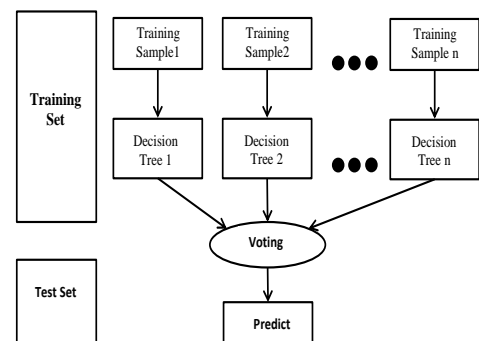 Training
Sample1
Training
Sample2
Training
Sample n
Training
Set
Decision
Tree 1
Decision
Tree 2
Decision
Tree n
Voting
Test Set
Predict